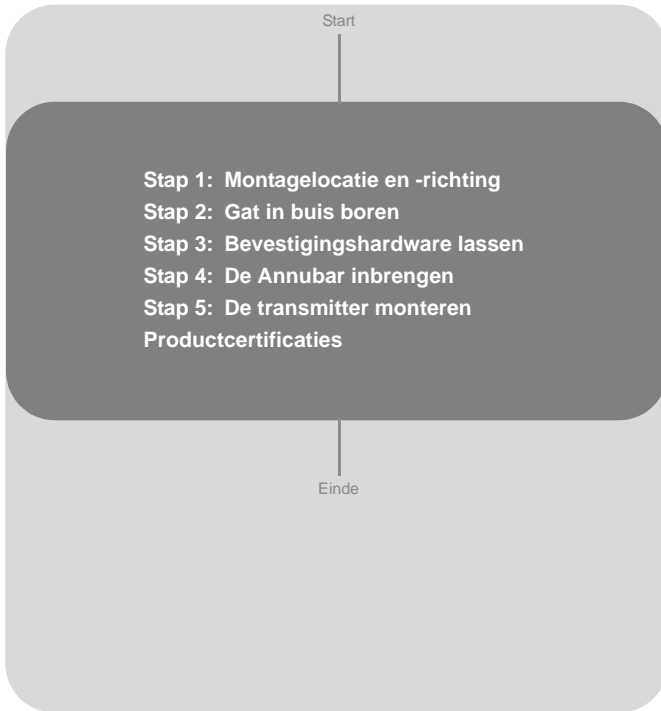 Start
Stap 1: Montagelocatie en -richting
Stap 2: Gat in buis boren
Stap 3: Bevestigingshardware lassen
Stap 4: De Annubar inbrengen
Stap 5: De transmitter monteren
Productcertificaties
Einde